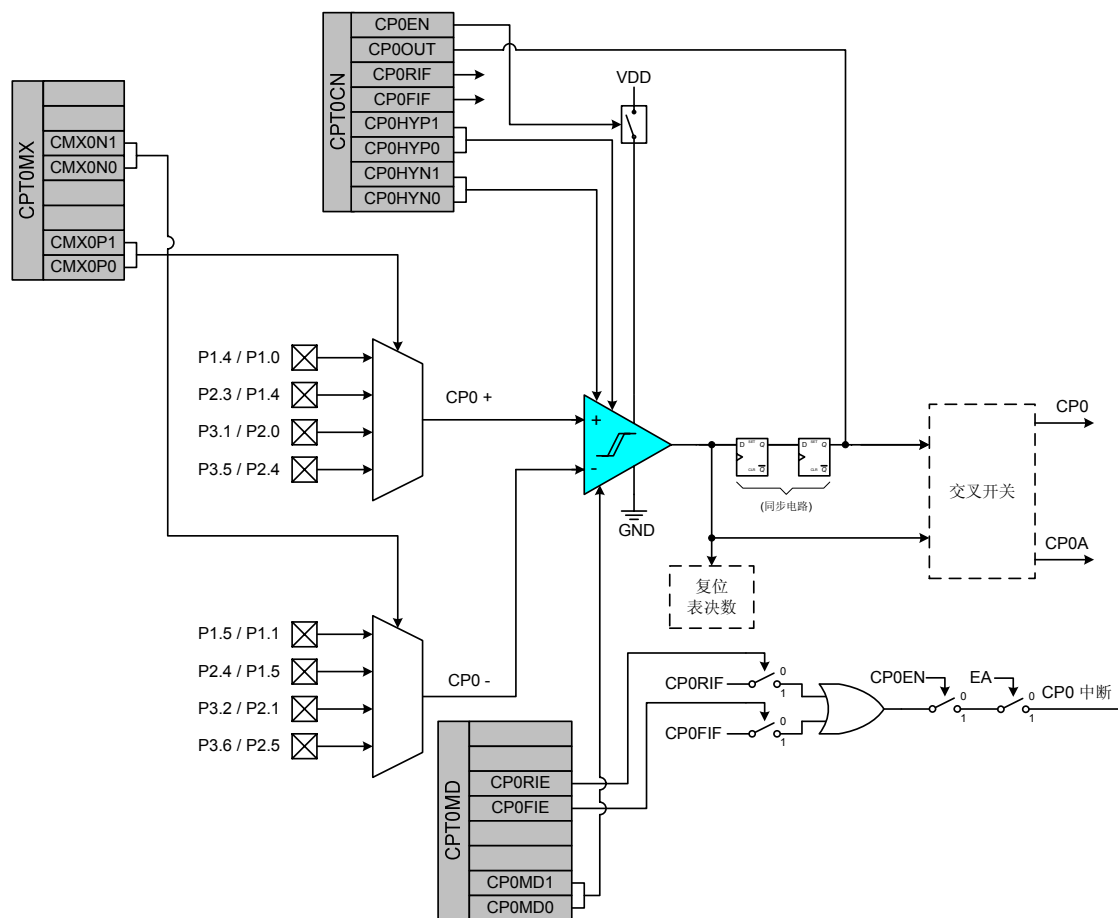 CPT0CN
CP0EN
CP0OUT
CP0RIF
CP0FIF
CP0HYP1
CP0HYP0
CP0HYN1
CP0HYN0
VDD
CPT0MX
CMX0N1
CMX0N0
CMX0P1
CMX0P0
P1.4 / P1.0
P2.3 / P1.4
P3.1 / P2.0
P3.5 / P2.4
CP0 +
+
-
GND
D SET Q
CLR Q
D SET Q
CLR Q
(同步电路)
交叉开关
CP0
CP0A
复位
表决数
P1.5 / P1.1
P2.4 / P1.5
P3.2 / P2.1
P3.6 / P2.5
CP0 -
CP0RIF
0
1
CP0FIF
0
1
CP0EN
0
1
EA
0
1
CP0 中断
CPT0MD
CP0RIE
CP0FIE
CP0MD1
CP0MD0